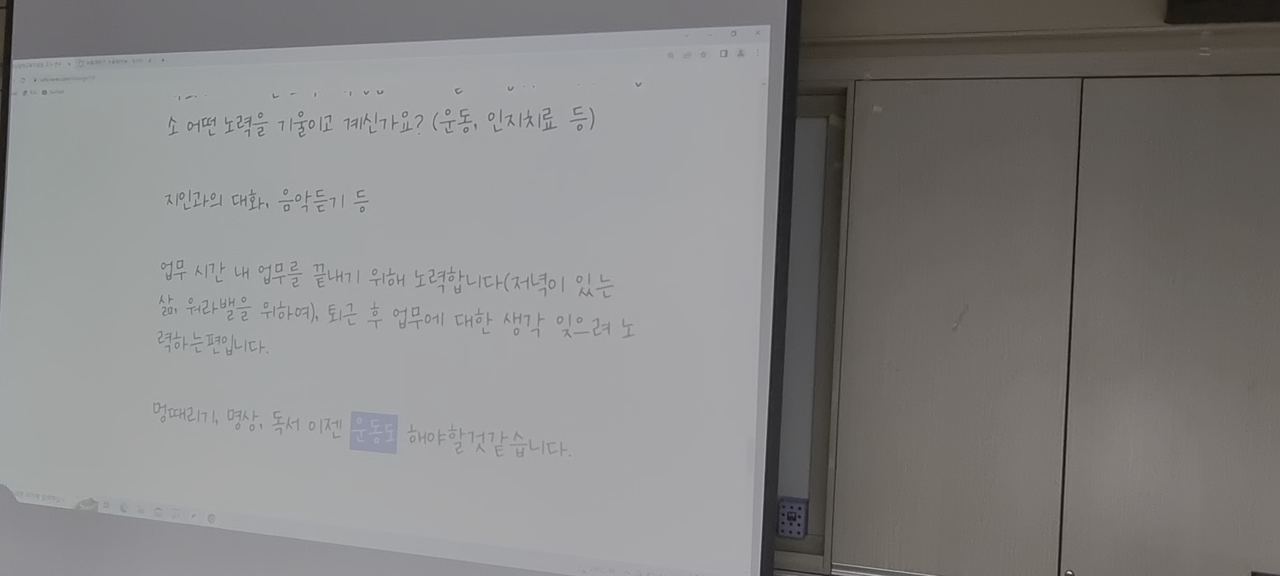 소 어떤 노력을 기울이고 계신가요? (운동, 인지치료 등)
지인과의 대화, 음악듣기 등
업무 시간 내 업무를 끝내기 위해 노력합니다(저녁이 있는
삶, 워라밸을 위하여), 퇴근 후 업무에 대한 생각 잊으려 노
력하는편입니다.
멍때리기, 명상, 독서 이젠 운동도 해야할것같습니다.